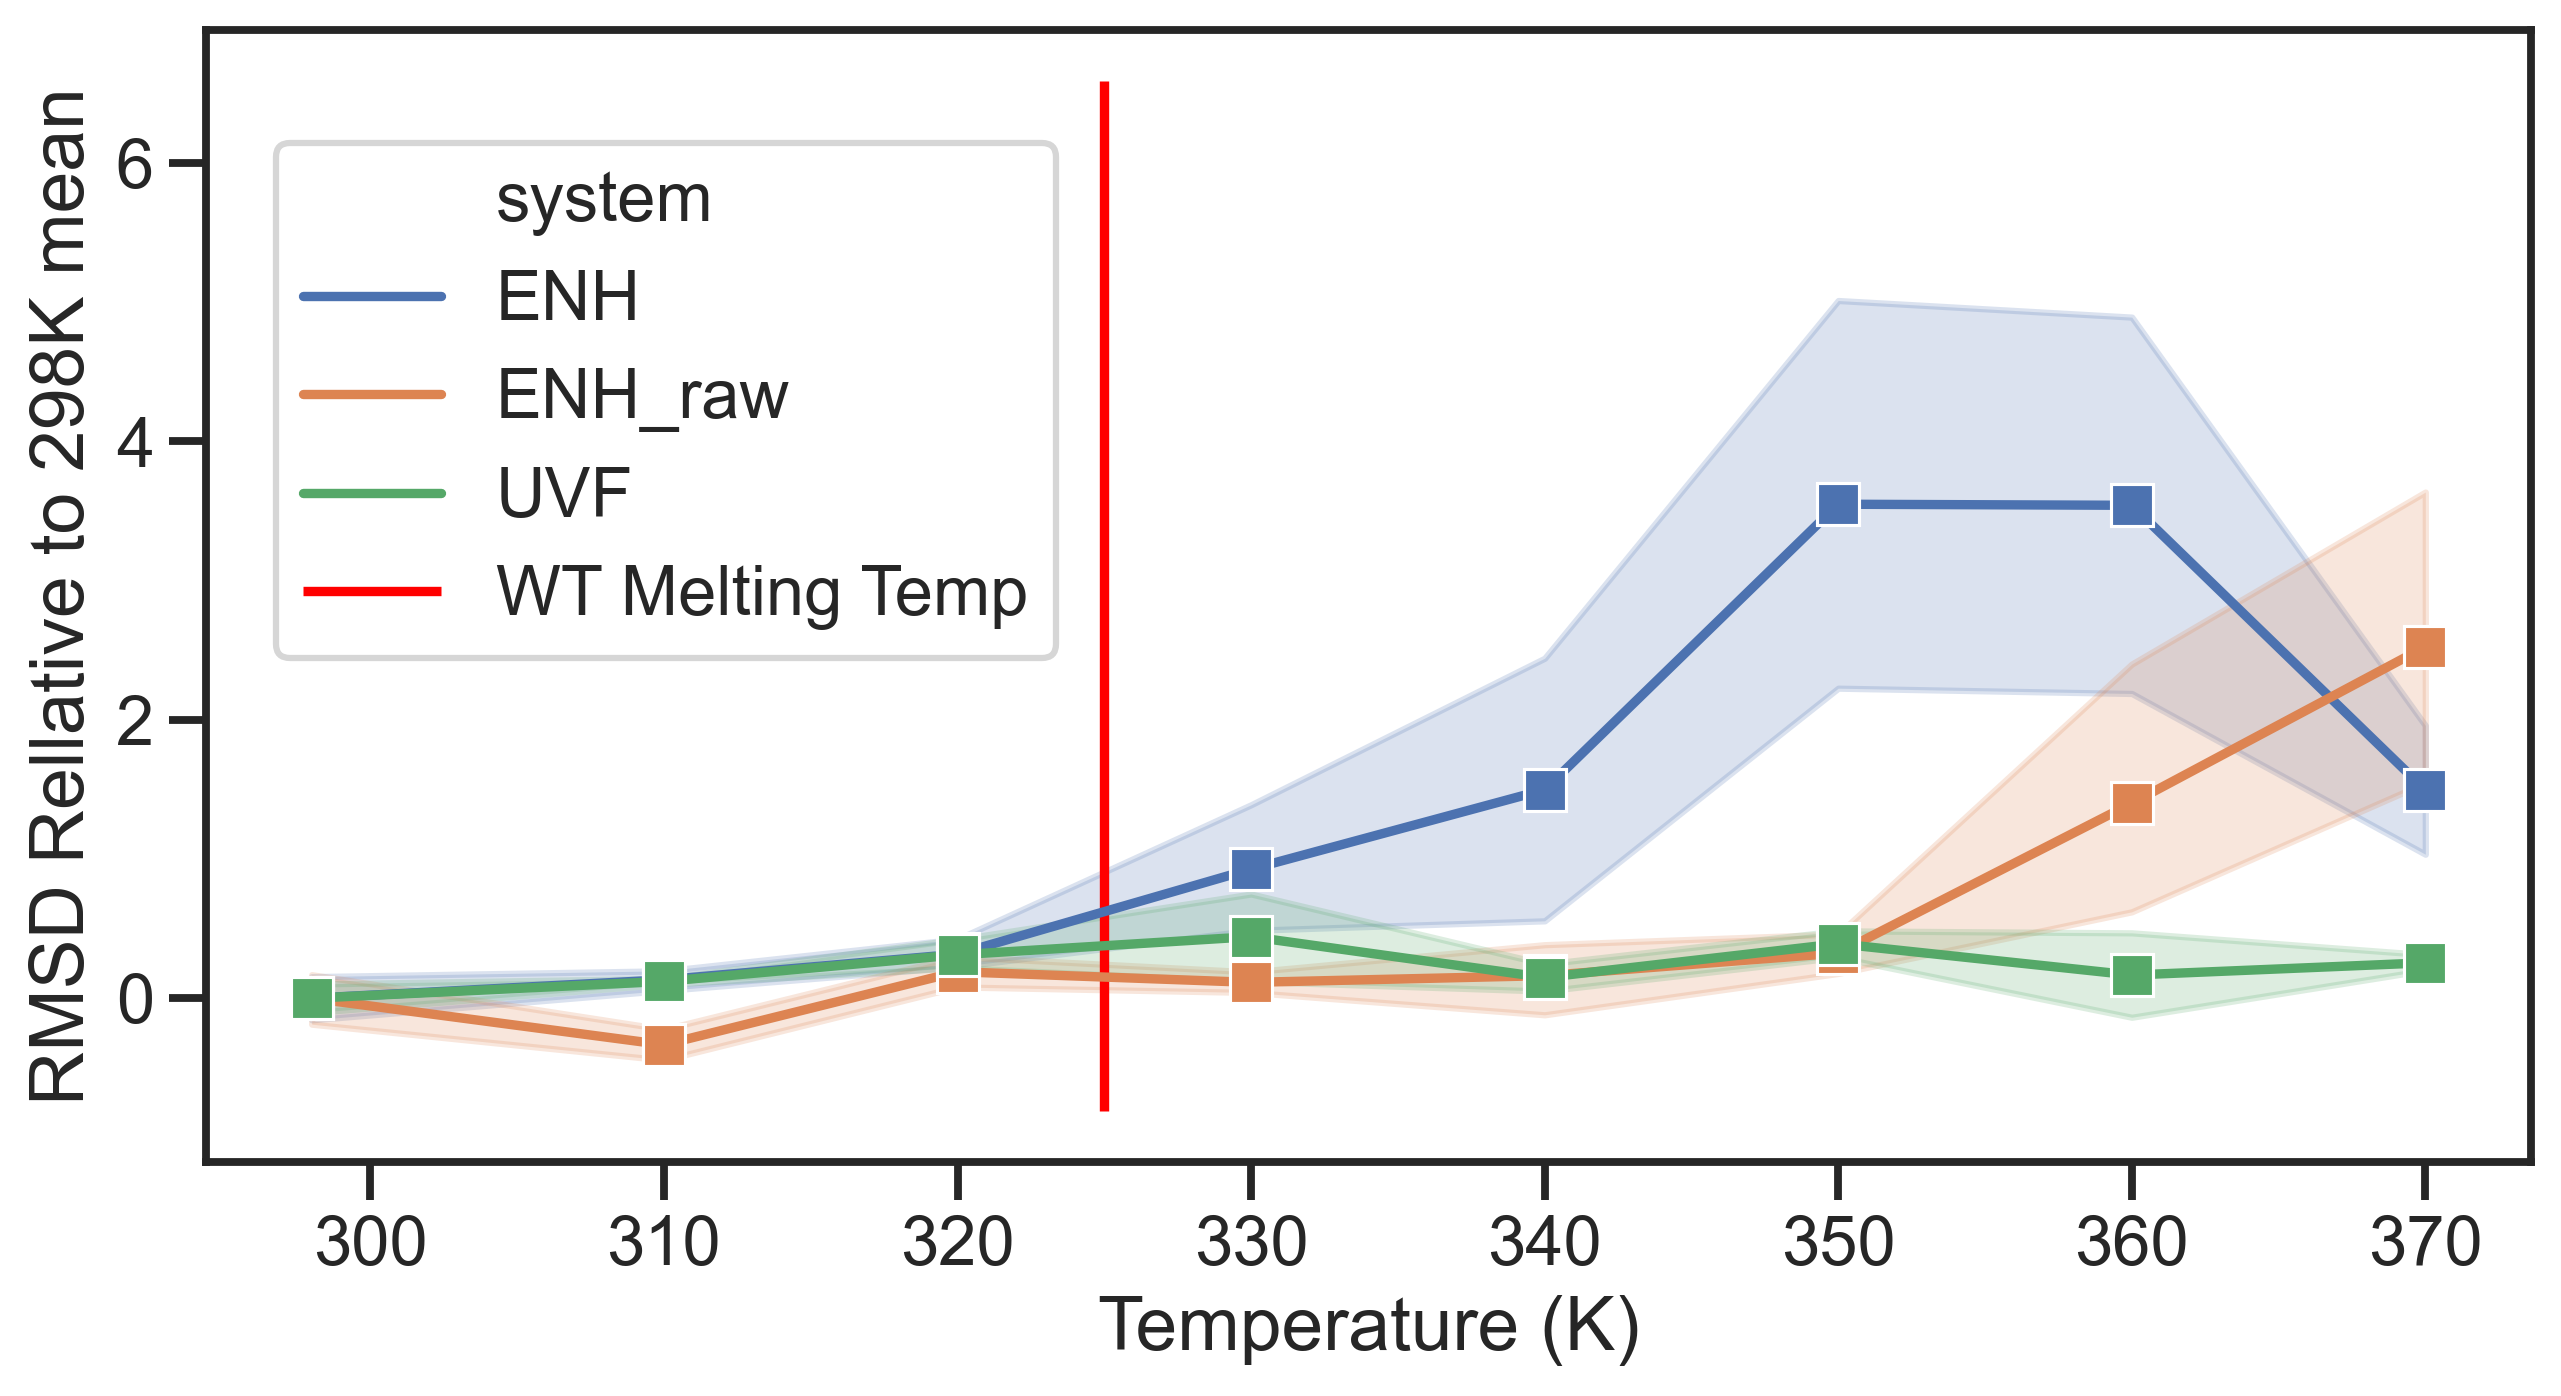 RMSD Rellative to 298K mean
6
4
2
0
system
ENH
ENH_raw
UVF
WT Melting Temp
300 310 320 330 340 350 360 370
Temperature (K)